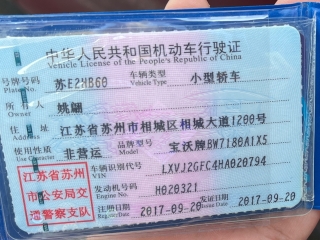 中华人民共和国机动车行驶证
Vehicle License of the People's Republic of China
号牌号码 苏E2MB60 车辆类型 小型轿车
Plate No. Vehicle Type
所有人 姚翩
Owner
住 址 江苏省苏州市相城区相城大道1200号
Address
使用性质 非营运 品牌型号 宝沃牌BW7180A1XS
Use Character Model
江苏省苏州市公安局交通警察支队
车辆识别代号 LXVJ2GFC4HA020794
VIN
发动机号码 H020321
Engine No.
注册日期 2017-09-20 发证日期 2017-09-20
Register Date Issue Date